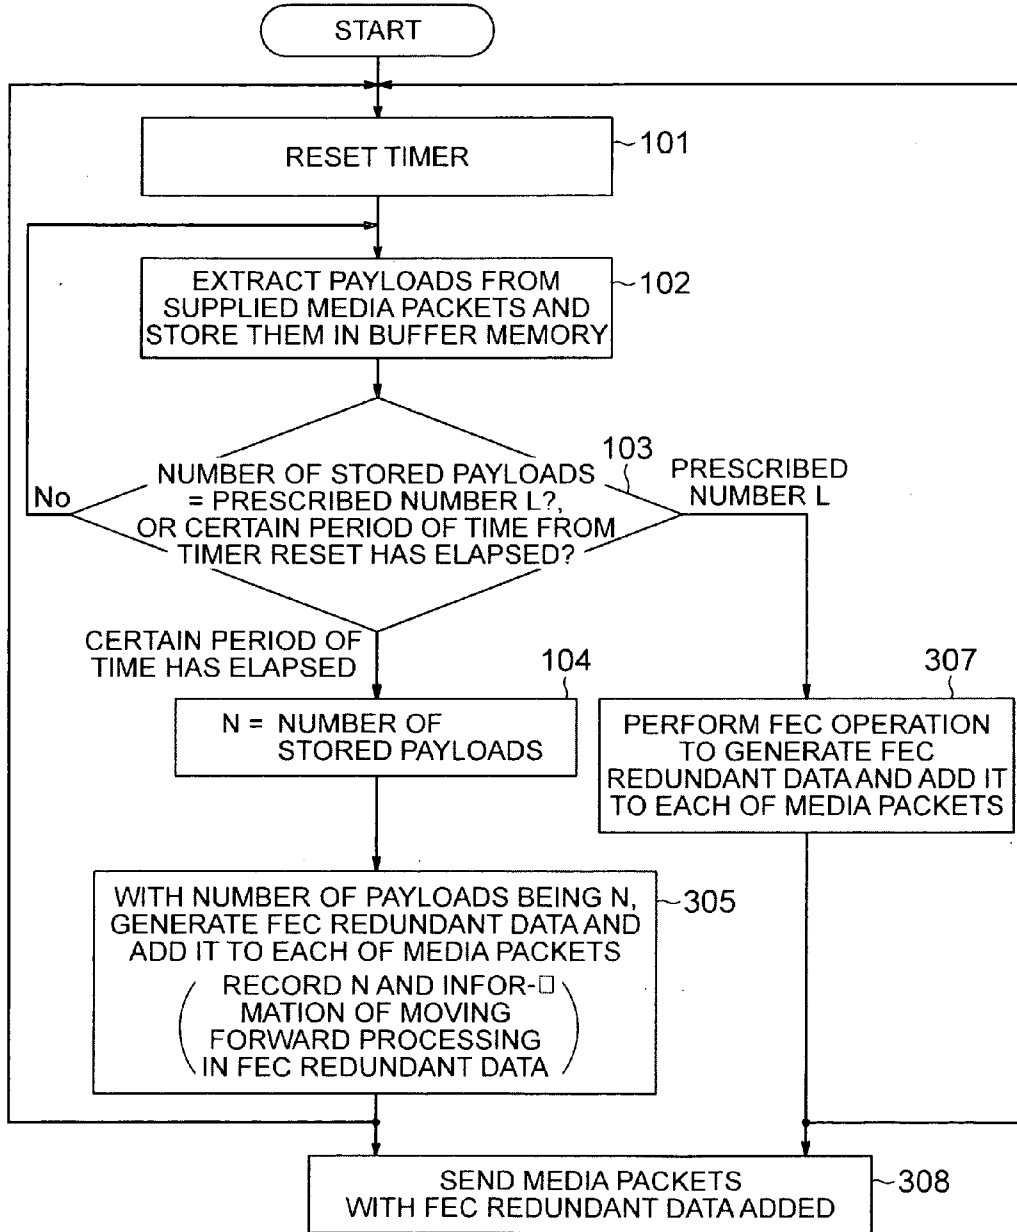 START
RESET TIMER
101
EXTRACT PAYLOADS FROM
SUPPLIED MEDIA PACKETS AND
STORE THEM IN BUFFER MEMORY
102
NUMBER OF STORED PAYLOADS
= PRESCRIBED NUMBER L?,
OR CERTAIN PERIOD OF TIME FROM
TIMER RESET HAS ELAPSED?
103
No
PRESCRIBED
NUMBER L
CERTAIN PERIOD OF
TIME HAS ELAPSED
104
N = NUMBER OF
STORED PAYLOADS
307
PERFORM FEC OPERATION
TO GENERATE FEC
REDUNDANT DATA AND ADD IT
TO EACH OF MEDIA PACKETS
WITH NUMBER OF PAYLOADS BEING N,
GENERATE FEC REDUNDANT DATA AND
ADD IT TO EACH OF MEDIA PACKETS
(RECORD N AND INFOR-□
MATION OF MOVING
FORWARD PROCESSING
IN FEC REDUNDANT DATA)
305
SEND MEDIA PACKETS
WITH FEC REDUNDANT DATA ADDED
308